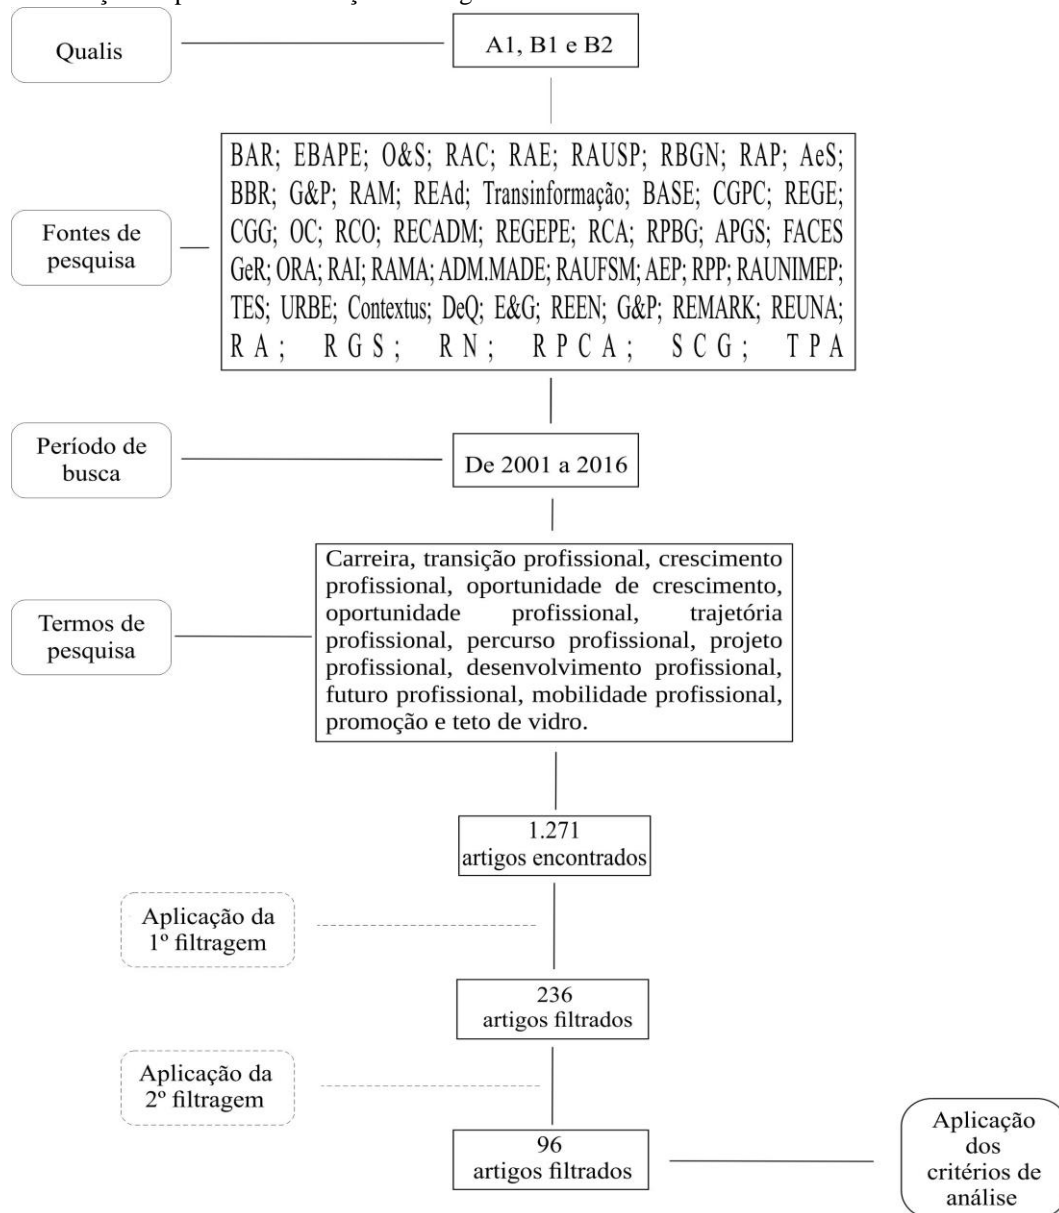 Qualis
A1, B1 e B2
Fontes de
pesquisa
BAR; EBAPE; O&S; RAC; RAE; RAUSP; RBGN; RAP; AeS;
BBR; G&P; RAM; REAd; Transinformação; BASE; CGPC; REGE;
CGG; OC; RCO; RECADM; REGEPE; RCA; RPBG; APGS; FACES
GeR; ORA; RAI; RAMA; ADM.MADE; RAUFSM; AEP; RPP; RAUNIMEP;
TES; URBE; Contextus; DeQ; E&G; REEN; G&P; REMARK; REUNA;
RA; RGS; RN; RPCA; SCG; TPA
Período de
busca
De 2001 a 2016
Termos de
pesquisa
Carreira, transição profissional, crescimento
profissional, oportunidade de crescimento,
oportunidade profissional, trajetória
profissional, percurso profissional, projeto
profissional, desenvolvimento profissional,
futuro profissional, mobilidade profissional,
promoção e teto de vidro.
1.271
artigos encontrados
Aplicação da
1º filtragem
236
artigos filtrados
Aplicação da
2º filtragem
96
artigos filtrados
Aplicação
dos
critérios de
análise